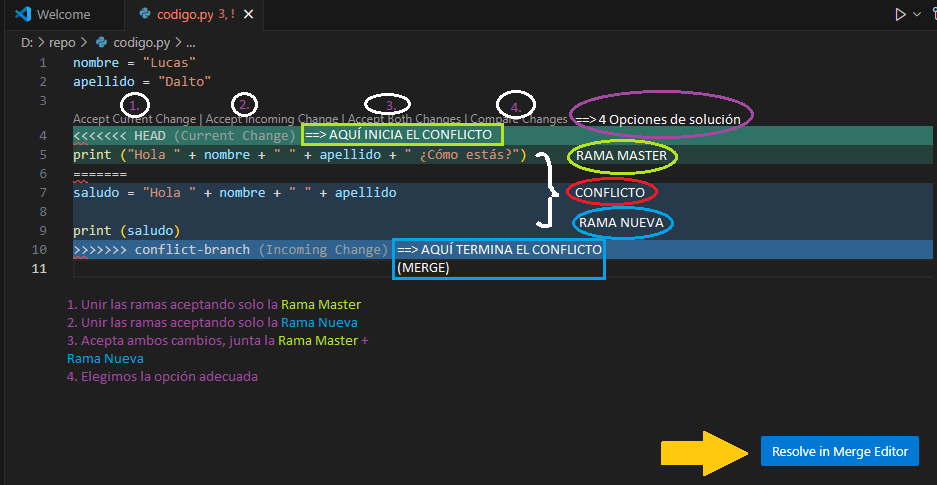 Welcome
codigo.py 3, !
D: > repo > codigo.py > ...
1 nombre = "Lucas"
2 apellido = "Dalto"
3
1. 2. 3. 4.
Accept Current Change | Accept Incoming Change | Accept Both Changes | Compare Changes ==> 4 Opciones de solución
4 <<<<<<< HEAD (Current Change) ==> AQUÍ INICIA EL CONFLICTO
5 print ("Hola " + nombre + " " + apellido + " ¿Cómo estás?") RAMA MASTER
6 =======
7 saludo = "Hola " + nombre + " " + apellido CONFLICTO
8
RAMA NUEVA
9 print (saludo)
10 >>>>>>> conflict-branch (Incoming Change) ==> AQUÍ TERMINA EL CONFLICTO
11 (MERGE)
1. Unir las ramas aceptando solo la Rama Master
2. Unir las ramas aceptando solo la Rama Nueva
3. Acepta ambos cambios, junta la Rama Master +
Rama Nueva
4. Elegimos la opción adecuada
Resolve in Merge Editor